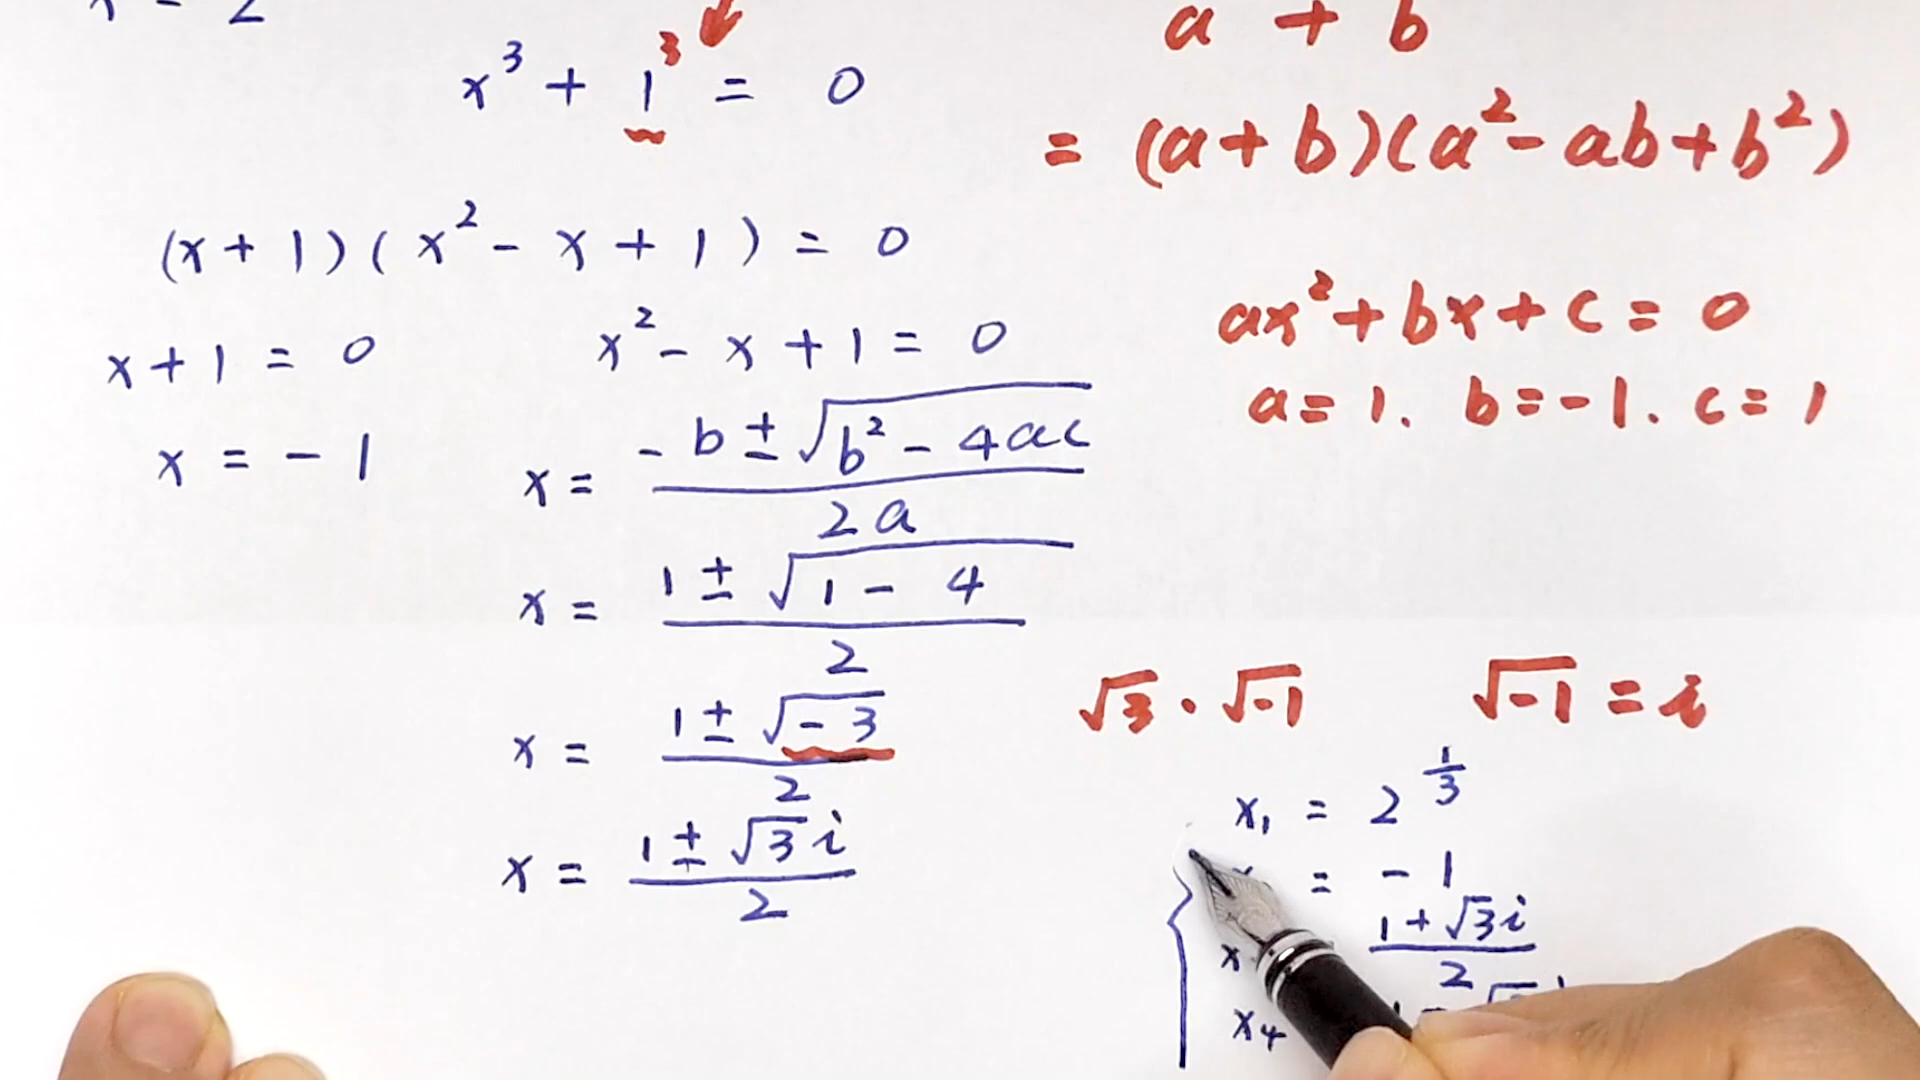 x = 2
x³ + 1³ = 0
(x + 1)(x² - x + 1) = 0
x + 1 = 0
x = - 1
x² - x + 1 = 0
x = (- b ± √(b² - 4ac)) / 2a
x = (1 ± √(1 - 4)) / 2
x = (1 ± √(-3)) / 2
x = (1 ± √3 i) / 2
a + b
= (a + b)(a² - ab + b²)
ax² + bx + c = 0
a = 1. b = -1. c = 1
√3 · √-1
√-1 = i
x₁ = 2^(1/3)
= - 1
x = (1 + √3 i) / 2
x₄